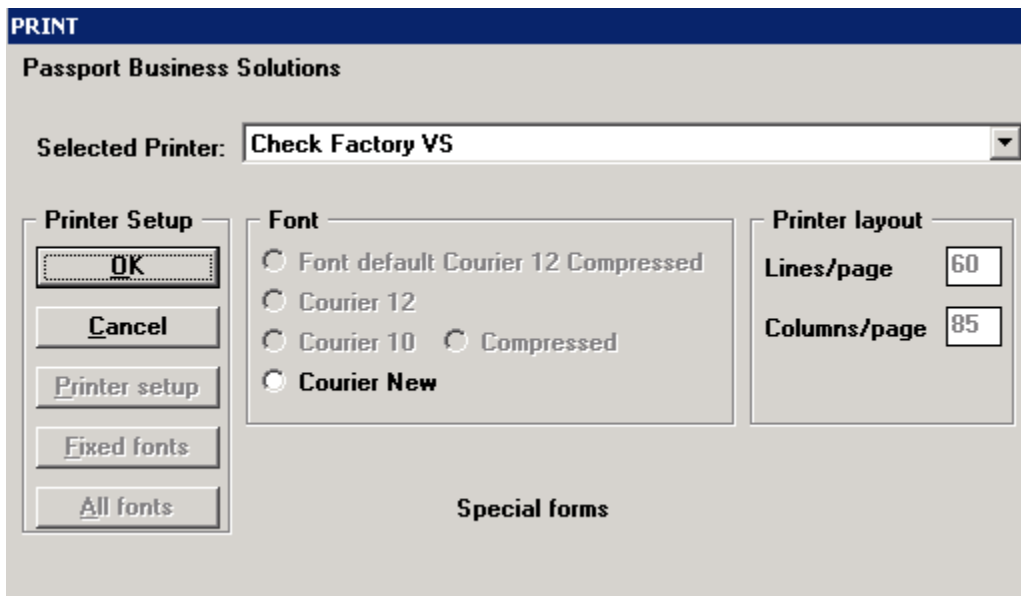 PRINT
Passport Business Solutions
Selected Printer: Check Factory VS
Printer Setup
OK
Cancel
Printer setup
Fixed fonts
All fonts
Font
Font default Courier 12 Compressed
Courier 12
Courier 10 Compressed
Courier New
Printer layout
Lines/page 60
Columns/page 85
Special forms